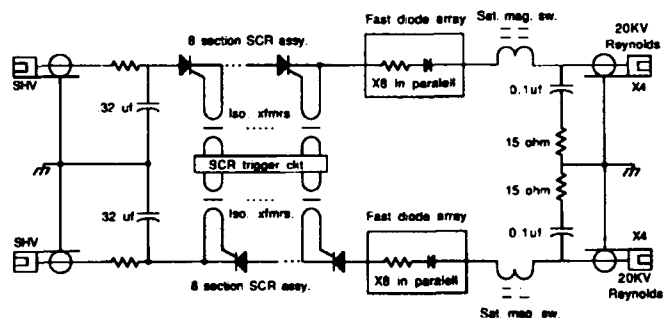 8 section SCR assy.
Fast diode array
Sat. mag. sw.
20KV
Reynolds
SHV
X8 in paralell
X4
32 uf
Iso. xfmrs
0.1uf
15 ohm
SCR trigger ckt
15 ohm
32 uf
Iso. xfmrs.
Fast diode array
0.1uf
X4
SHV
X8 in paralell
8 section SCR assy.
20KV
Reynolds
Sat. mag sw.